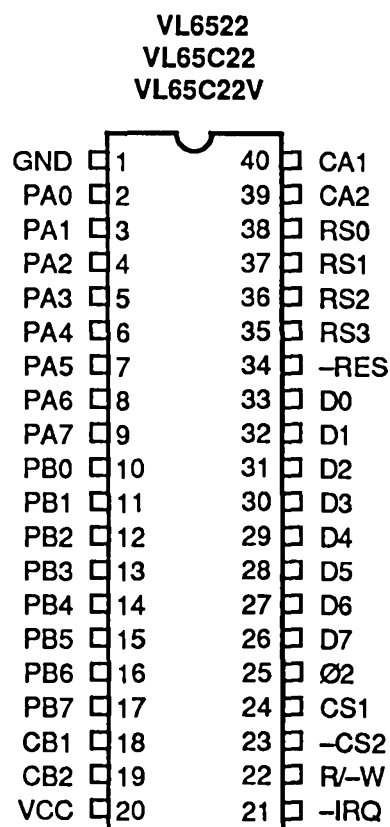 VL6522
VL65C22
VL65C22V
GND 1 40 CA1
PA0 2 39 CA2
PA1 3 38 RS0
PA2 4 37 RS1
PA3 5 36 RS2
PA4 6 35 RS3
PA5 7 34 –RES
PA6 8 33 D0
PA7 9 32 D1
PB0 10 31 D2
PB1 11 30 D3
PB2 12 29 D4
PB3 13 28 D5
PB4 14 27 D6
PB5 15 26 D7
PB6 16 25 Ø2
PB7 17 24 CS1
CB1 18 23 –CS2
CB2 19 22 R/–W
VCC 20 21 –IRQ